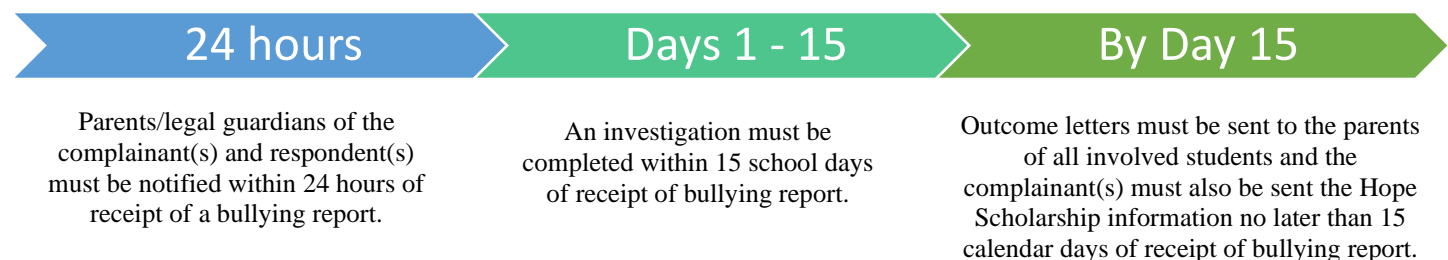 24 hours
Days 1 - 15
By Day 15
Parents/legal guardians of the
complainant(s) and respondent(s)
must be notified within 24 hours of
receipt of a bullying report.
An investigation must be
completed within 15 school days
of receipt of bullying report.
Outcome letters must be sent to the parents
of all involved students and the
complainant(s) must also be sent the Hope
Scholarship information no later than 15
calendar days of receipt of bullying report.